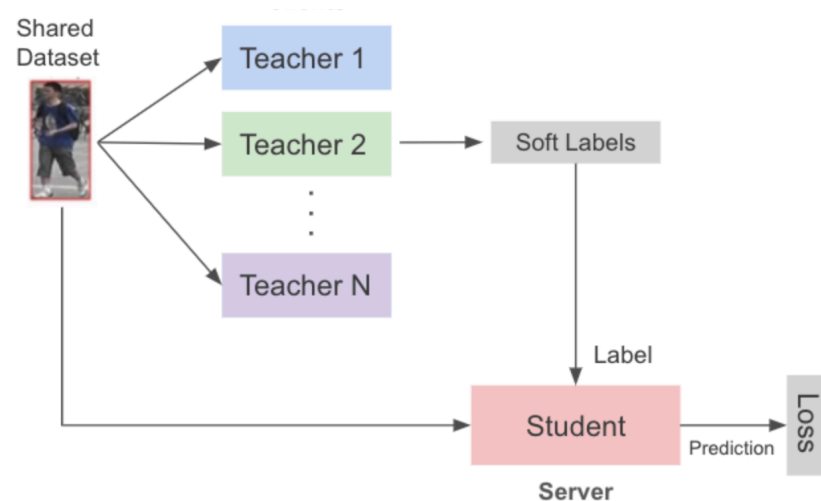 Shared
Dataset
Teacher 1
Teacher 2
Soft Labels
Teacher N
Label
Student
Prediction
Loss
Server